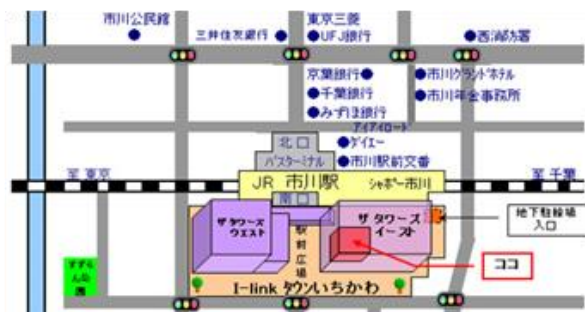 市川公民館
三井住友銀行
東京三菱
UFJ銀行
西消防署
京葉銀行
千葉銀行
みずほ銀行
市川グランドホテル
市川年金事務所
アイアイロード
北口
バスターミナル
ダイエー
市川駅前交番
至 東京
JR 市川駅
シャポー市川
至 千葉
南口
ザ タワーズ
ウエスト
駅前広場
ザ タワーズ
イースト
地下駐輪場
入口
ココ
すずらん公園
I-link タウンいちかわ